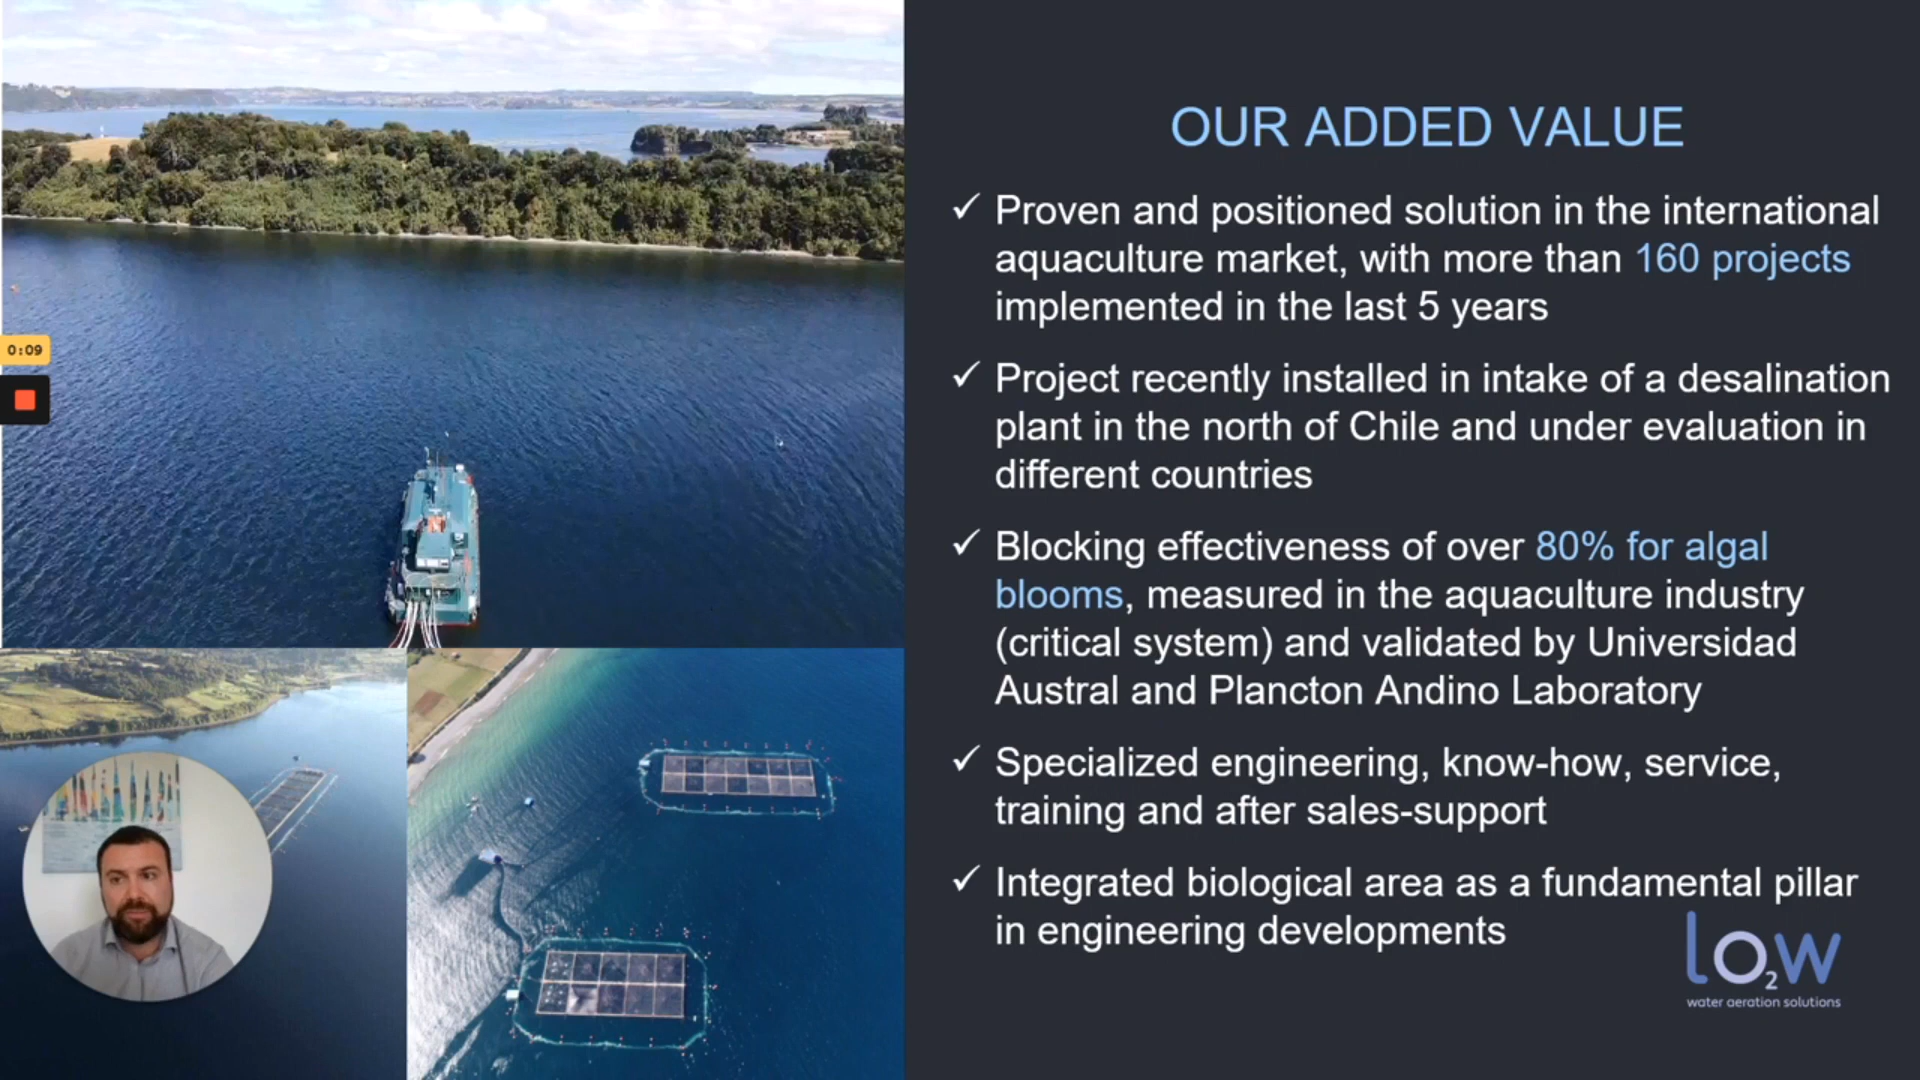 OUR ADDED VALUE
✓ Proven and positioned solution in the international
aquaculture market, with more than 160 projects
implemented in the last 5 years
✓ Project recently installed in intake of a desalination
plant in the north of Chile and under evaluation in
different countries
✓ Blocking effectiveness of over 80% for algal
blooms, measured in the aquaculture industry
(critical system) and validated by Universidad
Austral and Plancton Andino Laboratory
✓ Specialized engineering, know-how, service,
training and after sales-support
✓ Integrated biological area as a fundamental pillar
in engineering developments
0:09
lo2w
water aeration solutions